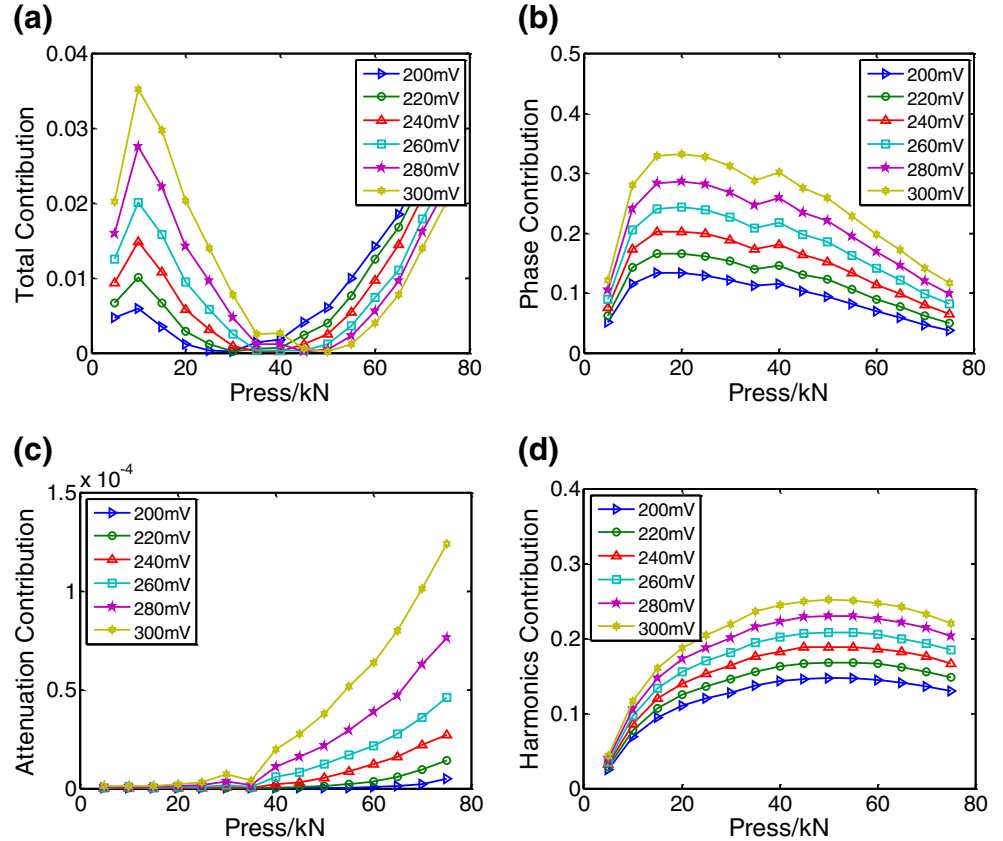 (a)
0.04
0.03
0.02
0.01
0
0 20 40 60 80
Total Contribution
Press/kN
200mV
220mV
240mV
260mV
280mV
300mV
(b)
0.5
0.4
0.3
0.2
0.1
0
0 20 40 60 80
Phase Contribution
Press/kN
200mV
220mV
240mV
260mV
280mV
300mV
(c)
x 10-4
1.5
1
0.5
0
0 20 40 60 80
Attenuation Contribution
Press/kN
200mV
220mV
240mV
260mV
280mV
300mV
(d)
0.4
0.3
0.2
0.1
0
0 20 40 60 80
Harmonics Contribution
Press/kN
200mV
220mV
240mV
260mV
280mV
300mV